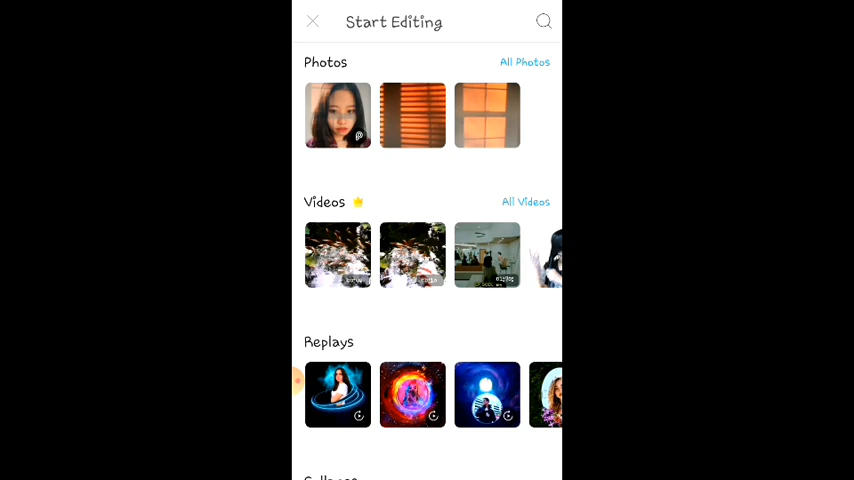 Start Editing
Photos
All Photos
Videos
All Videos
Replays